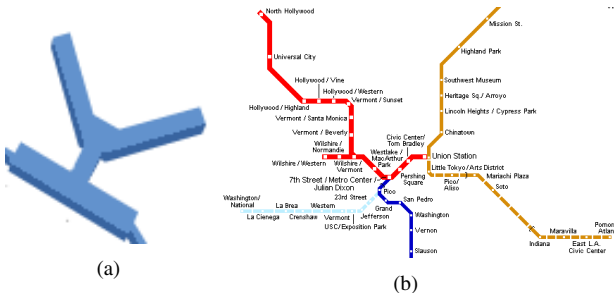 North Hollywood
Mission St.
Universal City
Highland Park
Hollywood / Vine
Hollywood / Western
Southwest Museum
Vermont / Sunset
Heritage Sq./ Arroyo
Hollywood / Highland
Lincoln Heights / Cypress Park
Vermont / Santa Monica
Vermont / Beverly
Civic Center/
Tom Bradley
Chinatown
Wilshire /
Normandie
Westlake /
MacArthur
Park
Union Station
Wilshire / Western
Wilshire /
Vermont
Little Tokyo /Arts District
7th Street / Metro Center /
Julian Dixon
Pershing
Square
Pico/
Aliso
Mariachi Plaza
Soto
Pico
23rd Street
San Pedro
Washington/
National
La Brea
Western
Grand
Washington
La Cienega
Crenshaw
Vermont
Jefferson
USC/Exposition Park
Vernon
Slauson
Indiana
Maravilla
East L.A.
Civic Center
Pomon
Atlan
(a)
(b)